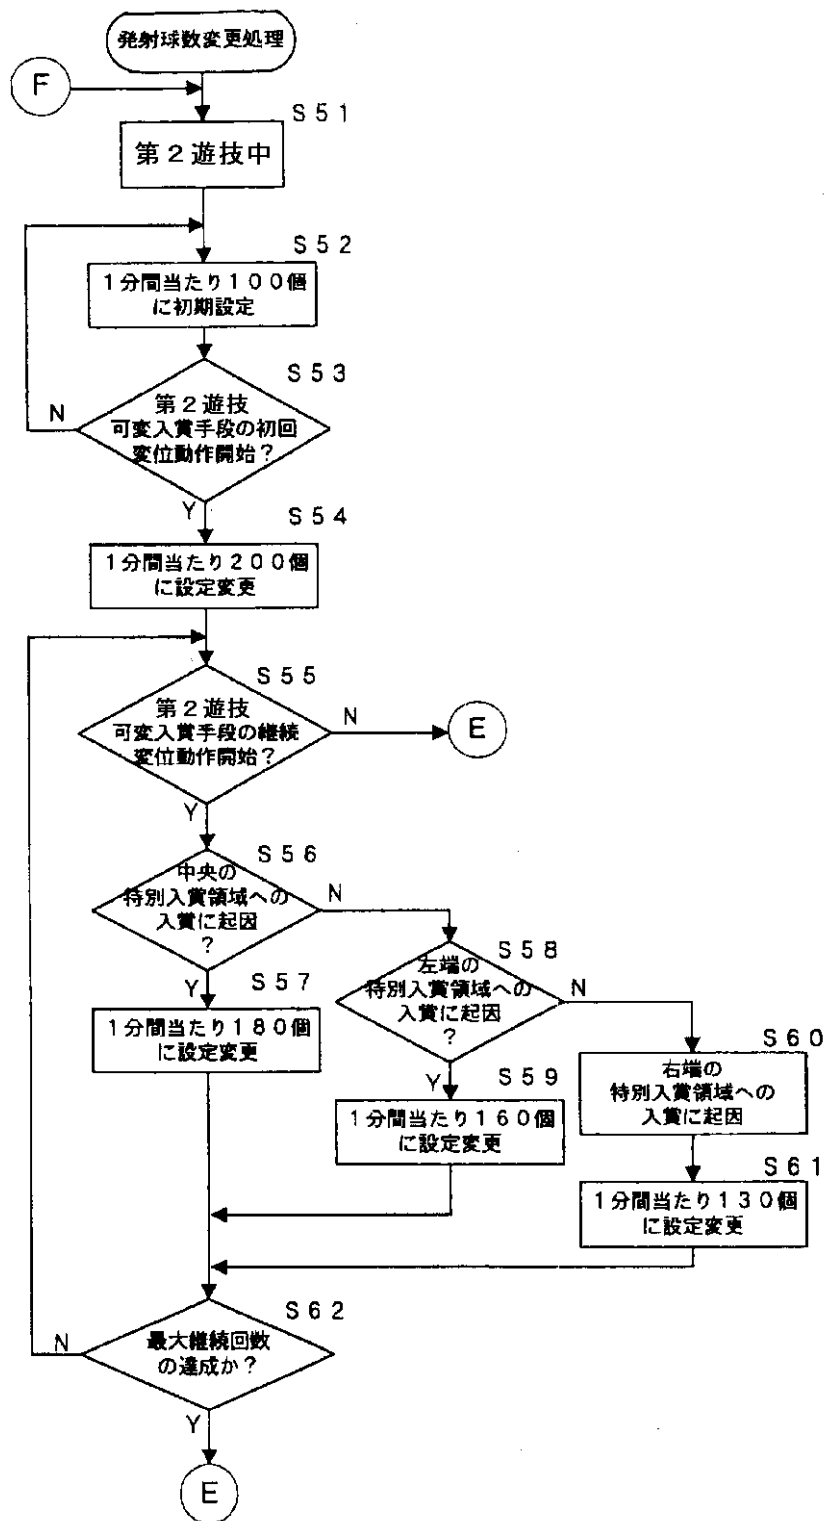 発射球数変更処理
F
S51
第2遊技中
S52
1分間当たり100個
に初期設定
S53
N
第2遊技
可変入賞手段の初回
変位動作開始?
Y
S54
1分間当たり200個
に設定変更
S55
第2遊技
可変入賞手段の継続
変位動作開始?
N
E
Y
S56
中央の
特別入賞領域への
入賞に起因
?
N
Y
S57
1分間当たり180個
に設定変更
S58
左端の
特別入賞領域への
入賞に起因
?
N
Y
S59
1分間当たり160個
に設定変更
S60
右端の
特別入賞領域への
入賞に起因
S61
1分間当たり130個
に設定変更
S62
N
最大継続回数
の達成か?
Y
E